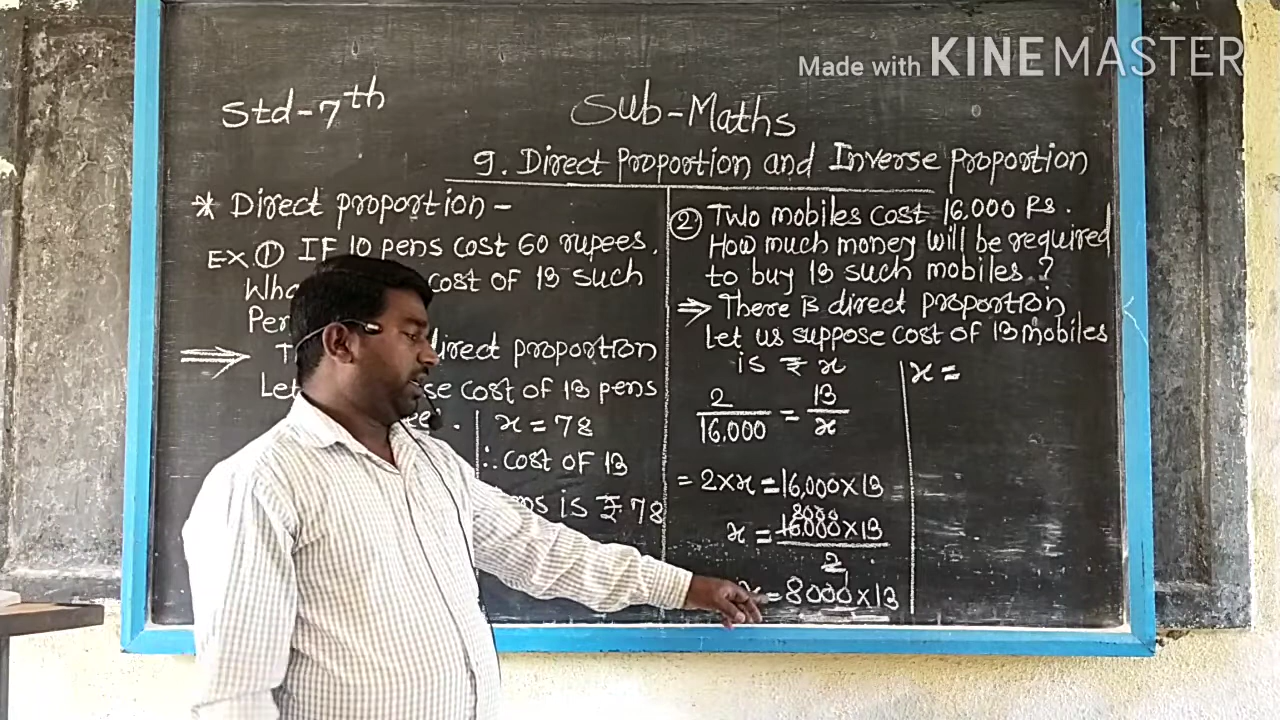 Made with KINEMASTER
Std-7th
Sub-Maths
9. Direct Proportion and Inverse Proportion
* Direct proportion -
Ex ① If 10 pens cost 60 rupees.
cost of 13 such
direct proportion
cost of 13 pens
x = 78
∴ cost of 13
is ₹ 78
② Two mobiles cost 16,000 Rs.
How much money will be required
to buy 13 such mobiles.?
⇒ There is direct proportion
Let us suppose cost of 13 mobiles
is ₹ x
2/16,000 = 13/x
= 2×x = 16,000×13
8000
x = 16,000×13/2
x = 8000×13
x =